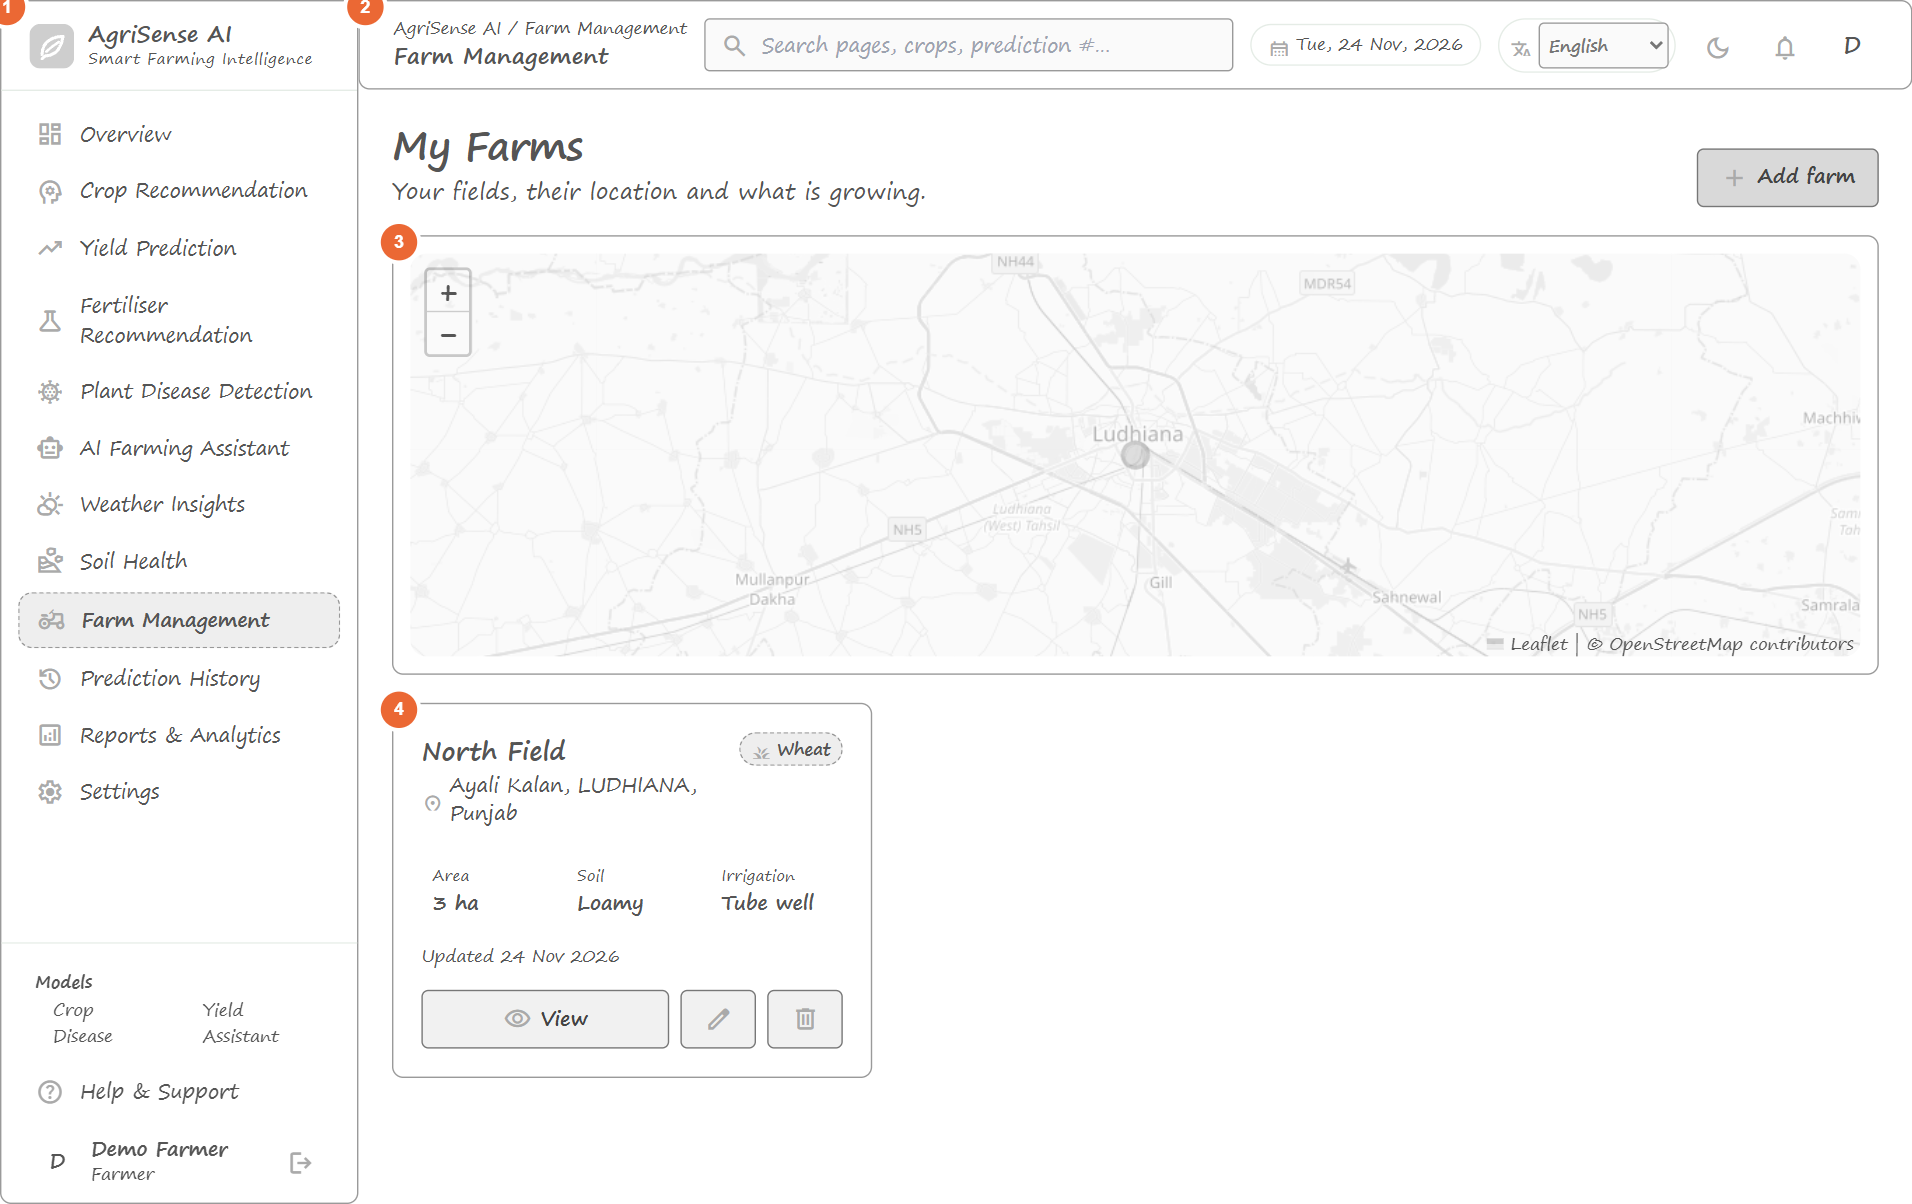 1
AgriSense AI
Smart Farming Intelligence
Overview
Crop Recommendation
Yield Prediction
Fertiliser
Recommendation
Plant Disease Detection
AI Farming Assistant
Weather Insights
Soil Health
Farm Management
Prediction History
Reports & Analytics
Settings
Models
Crop
Yield
Disease
Assistant
Help & Support
D
Demo Farmer
Farmer
2
AgriSense AI / Farm Management
Farm Management
Search pages, crops, prediction #...
Tue, 24 Nov, 2026
English
D
My Farms
Your fields, their location and what is growing.
+ Add farm
3
+
−
NH44
MDR54
Ludhiana
Machhiw
Ludhiana
(West) Tahsil
NH5
Mullanpur
Dakha
Gill
Sahnewal
NH5
Samrala
Leaflet | © OpenStreetMap contributors
4
North Field
Wheat
Ayali Kalan, LUDHIANA,
Punjab
Area
Soil
Irrigation
3 ha
Loamy
Tube well
Updated 24 Nov 2026
View